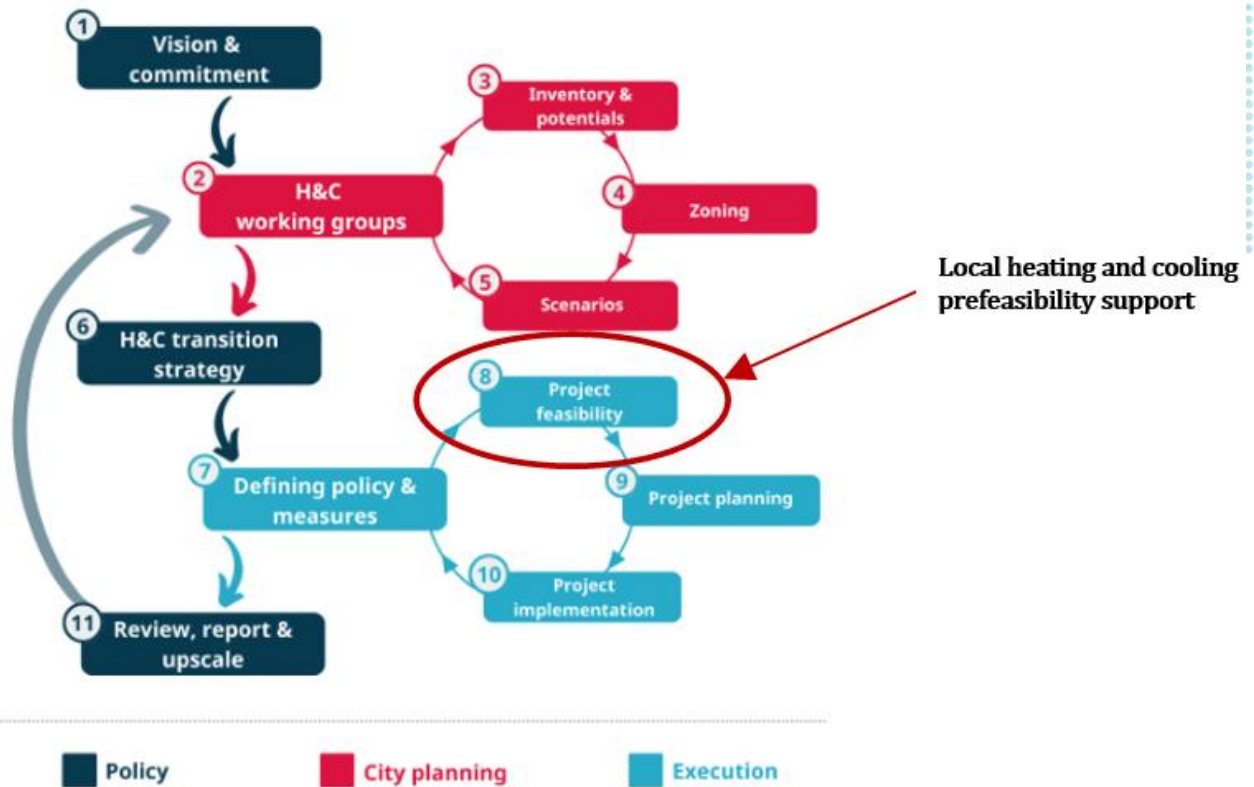 1
Vision &
commitment
3
Inventory &
potentials
2
H&C
working groups
4
Zoning
5
Scenarios
Local heating and cooling
prefeasibility support
6
H&C transition
strategy
8
Project
feasibility
7
Defining policy &
measures
9
Project planning
10
Project
implementation
11
Review, report &
upscale
Policy
City planning
Execution